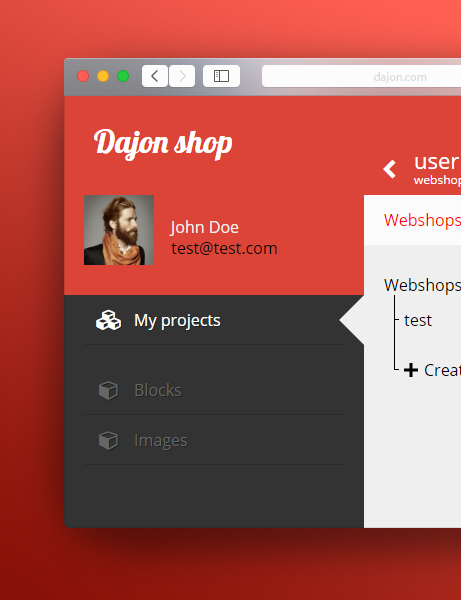 dajon.com
Dajon shop
user
webshop
John Doe
test@test.com
Webshops
My projects
Webshops
test
Creat
Blocks
Images